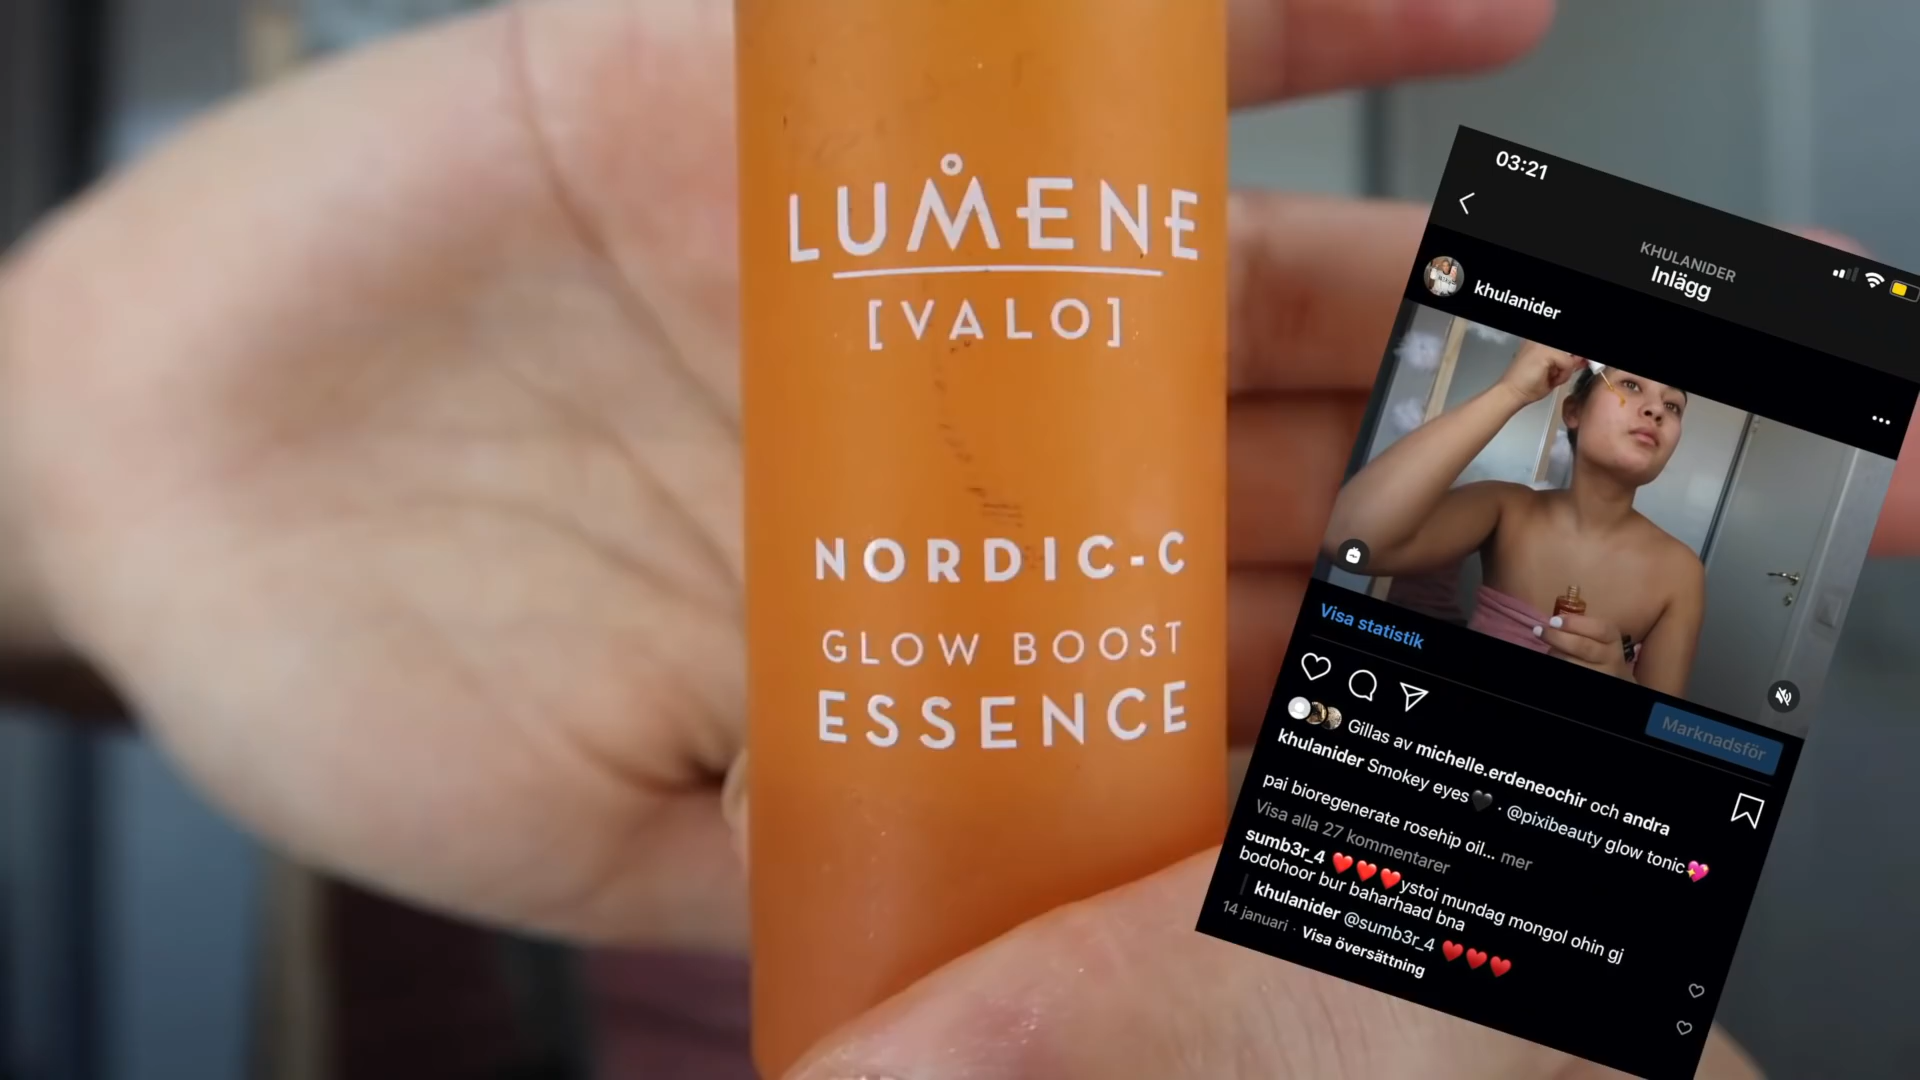 LUMENE
[VALO]
NORDIC-C
GLOW BOOST
ESSENCE
03:21
KHULANIDER
Inlägg
khulanider
Visa statistik
Marknadsför
Gillas av michelle.erdeneochir och andra
khulanider Smokey eyes🖤 . @pixibeauty glow tonic💖
pai bioregenerate rosehip oil... mer
Visa alla 27 kommentarer
sumb3r_4 ❤️❤️❤️ystoi mundag mongol ohin gj
bodohoor bur baharhaad bna
khulanider @sumb3r_4 ❤️❤️❤️
14 januari · Visa översättning